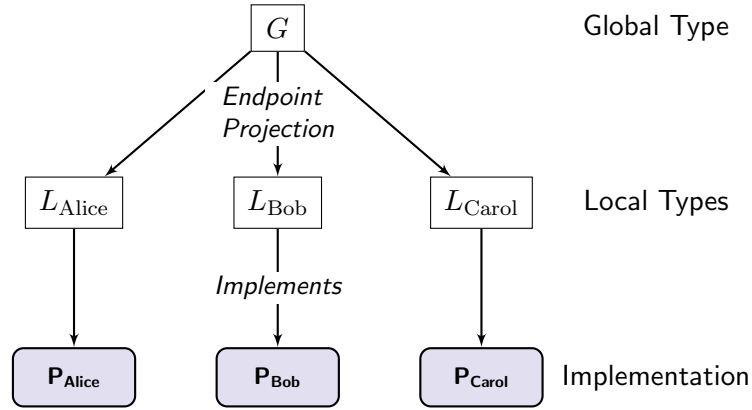 G Global Type
Endpoint
Projection
L_Alice L_Bob L_Carol Local Types
Implements
P_Alice P_Bob P_Carol Implementation